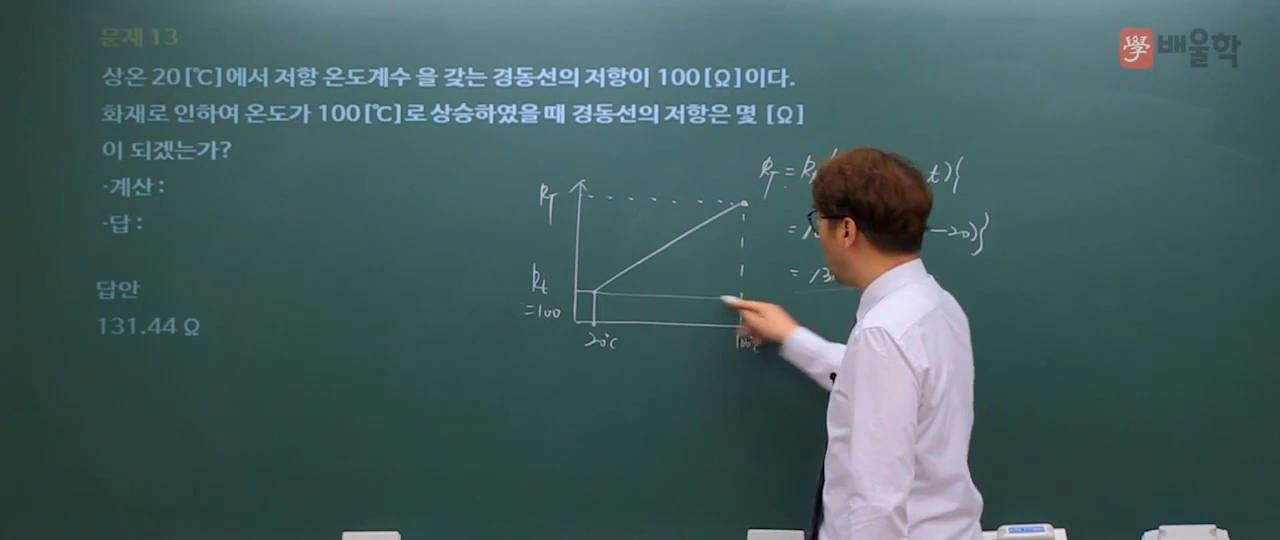 문제 13
상온 20[℃]에서 저항 온도계수 을 갖는 경동선의 저항이 100[Ω]이다.
화재로 인하여 온도가 100[℃]로 상승하였을 때 경동선의 저항은 몇 [Ω]
이 되겠는가?
·계산 :
·답 :
답안
131.44 Ω
學 배울학
R_T
R_t
=100
20℃
100℃
R_T = R t){
= 1 -20)}
= 13